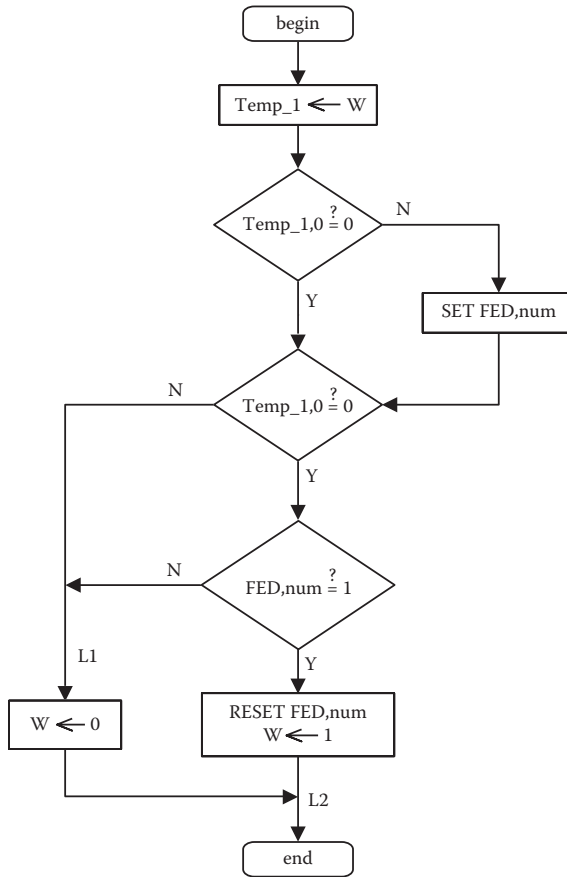 begin
Temp_1 ← W
Temp_1,0 ≟ 0
N
Y
SET FED,num
Temp_1,0 ≟ 0
N
Y
FED,num ≟ 1
N
Y
L1
W ← 0
RESET FED,num
W ← 1
L2
end